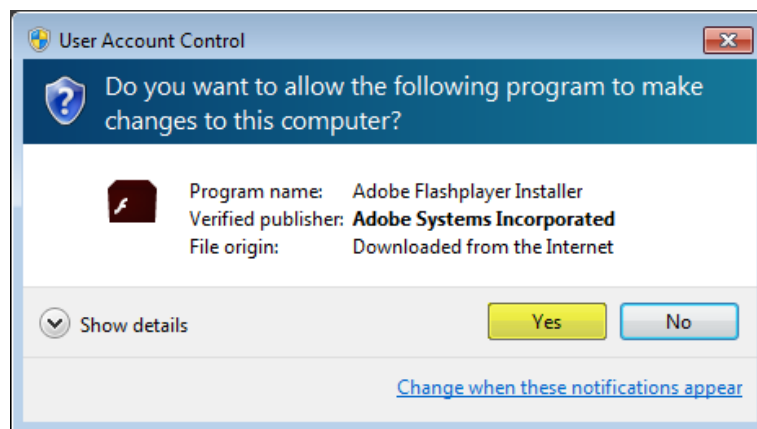 User Account Control
Do you want to allow the following program to make
changes to this computer?
Program name: Adobe Flashplayer Installer
Verified publisher: Adobe Systems Incorporated
File origin: Downloaded from the Internet
Show details
Yes
No
Change when these notifications appear